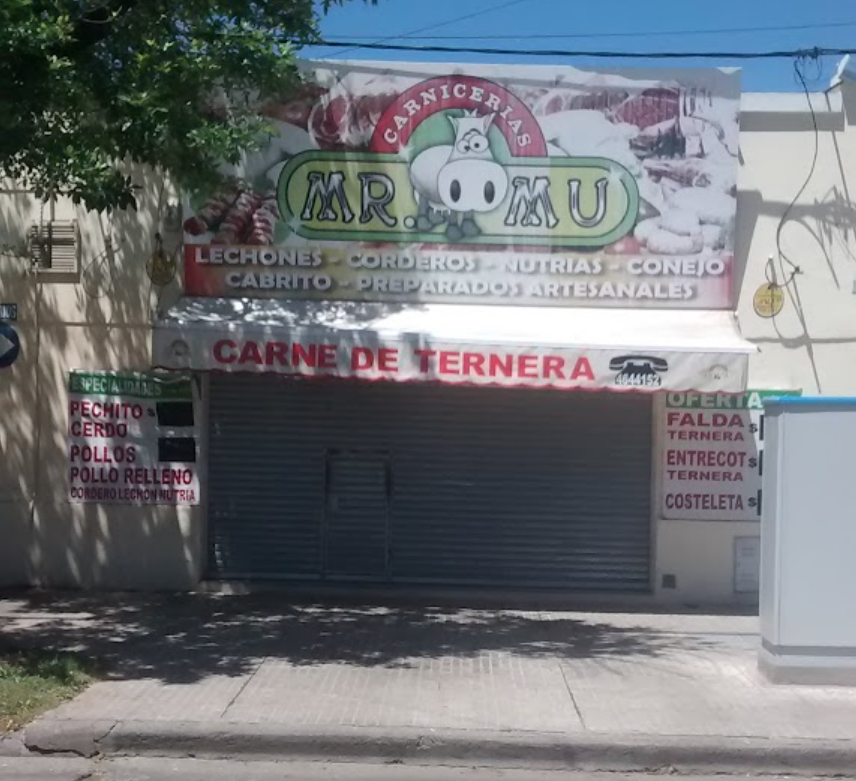 CARNICERIAS
MR. MU
LECHONES - CORDEROS - NUTRIAS - CONEJO
CABRITO - PREPARADOS ARTESANALES
CARNE DE TERNERA
4644152
ESPECIALIDADES
PECHITO $
CERDO
POLLOS
POLLO RELLENO
CORDERO LECHON NUTRIA
OFERTA
FALDA $
TERNERA
ENTRECOT $
TERNERA
COSTELETA $